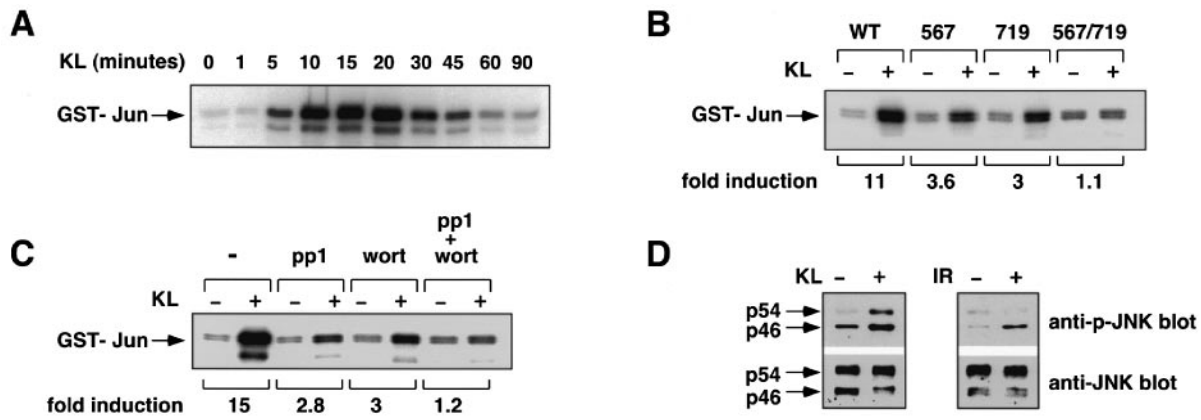 A
KL (minutes) 0 1 5 10 15 20 30 45 60 90
GST- Jun
B
WT 567 719 567/719
KL – + – + – + – +
GST- Jun
fold induction 11 3.6 3 1.1
C
- pp1 wort pp1 + wort
KL – + – + – + – +
GST- Jun
fold induction 15 2.8 3 1.2
D
KL – + IR – +
p54
p46
anti-p-JNK blot
p54
p46
anti-JNK blot